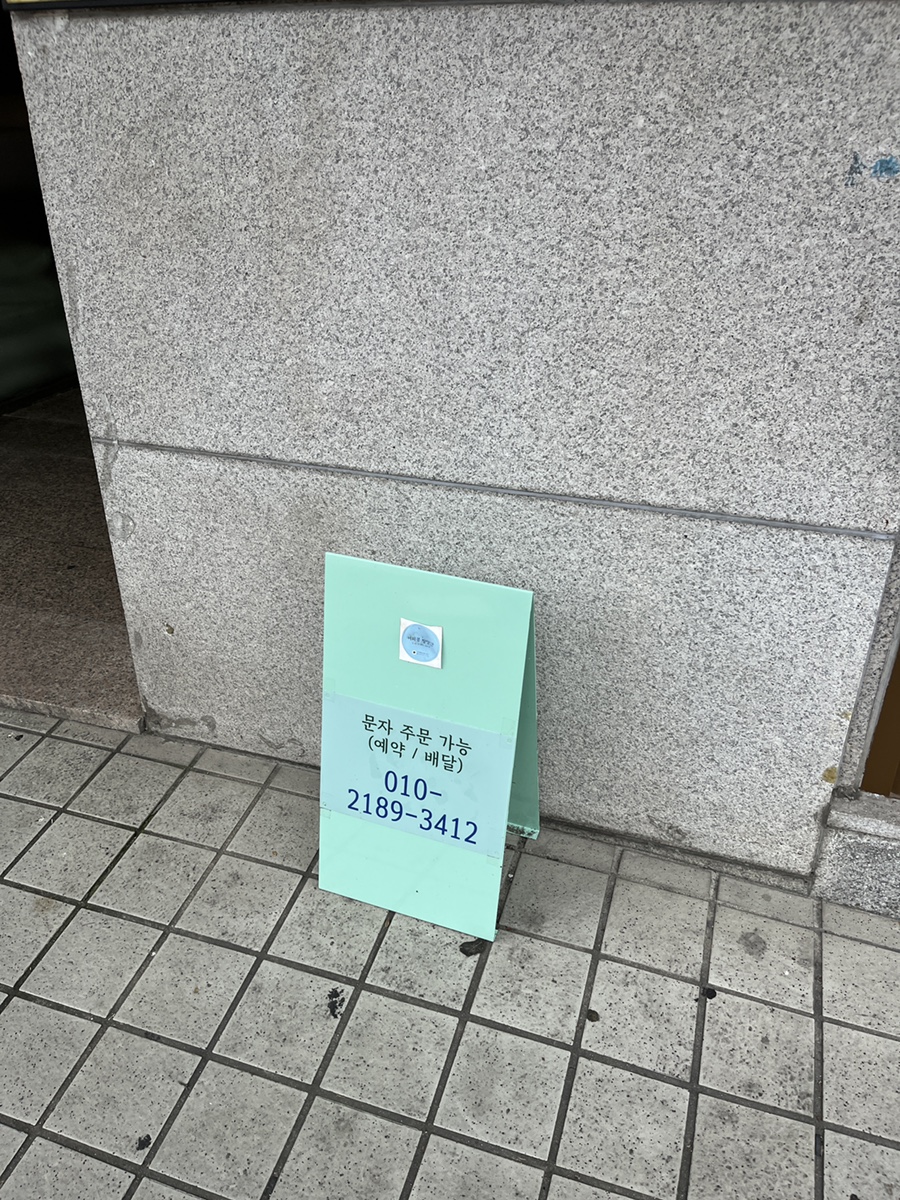 문자 주문 가능
(예약 / 배달)
010-
2189-3412